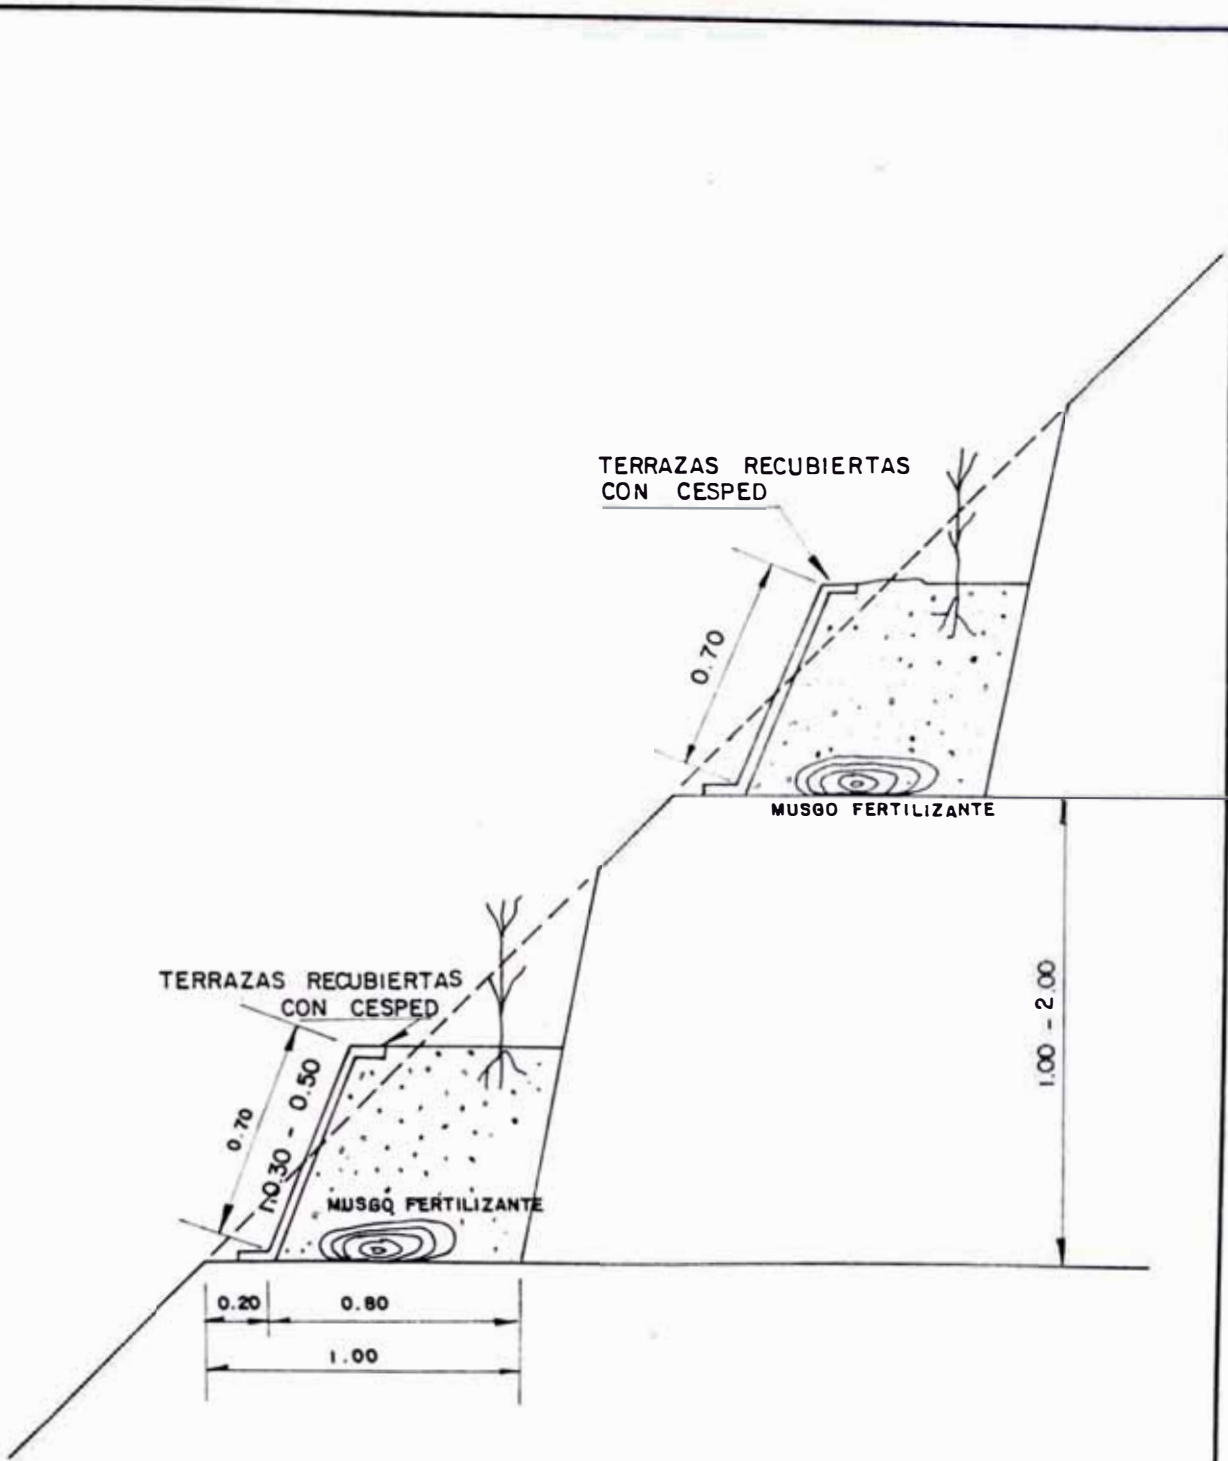 TERRAZAS RECUBIERTAS
CON CESPED
0.70
MUSGO FERTILIZANTE
1.00 - 2.00
TERRAZAS RECUBIERTAS
CON CESPED
0.70
0.30 - 0.50
MUSGO FERTILIZANTE
0.20
0.80
1.00